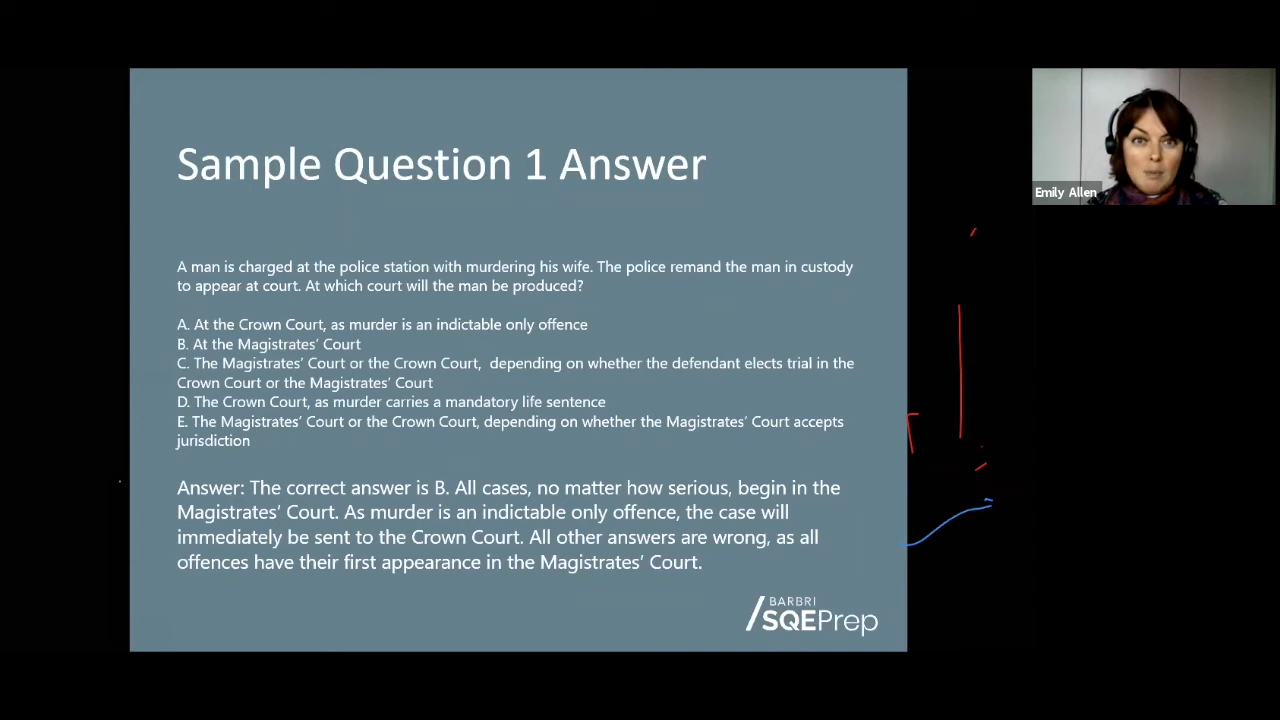 Sample Question 1 Answer
Emily Allen
A man is charged at the police station with murdering his wife. The police remand the man in custody
to appear at court. At which court will the man be produced?
A. At the Crown Court, as murder is an indictable only offence
B. At the Magistrates' Court
C. The Magistrates' Court or the Crown Court,  depending on whether the defendant elects trial in the
Crown Court or the Magistrates' Court
D. The Crown Court, as murder carries a mandatory life sentence
E. The Magistrates' Court or the Crown Court, depending on whether the Magistrates' Court accepts
jurisdiction
Answer: The correct answer is B. All cases, no matter how serious, begin in the
Magistrates' Court. As murder is an indictable only offence, the case will
immediately be sent to the Crown Court. All other answers are wrong, as all
offences have their first appearance in the Magistrates' Court.
BARBRI
SQEPrep